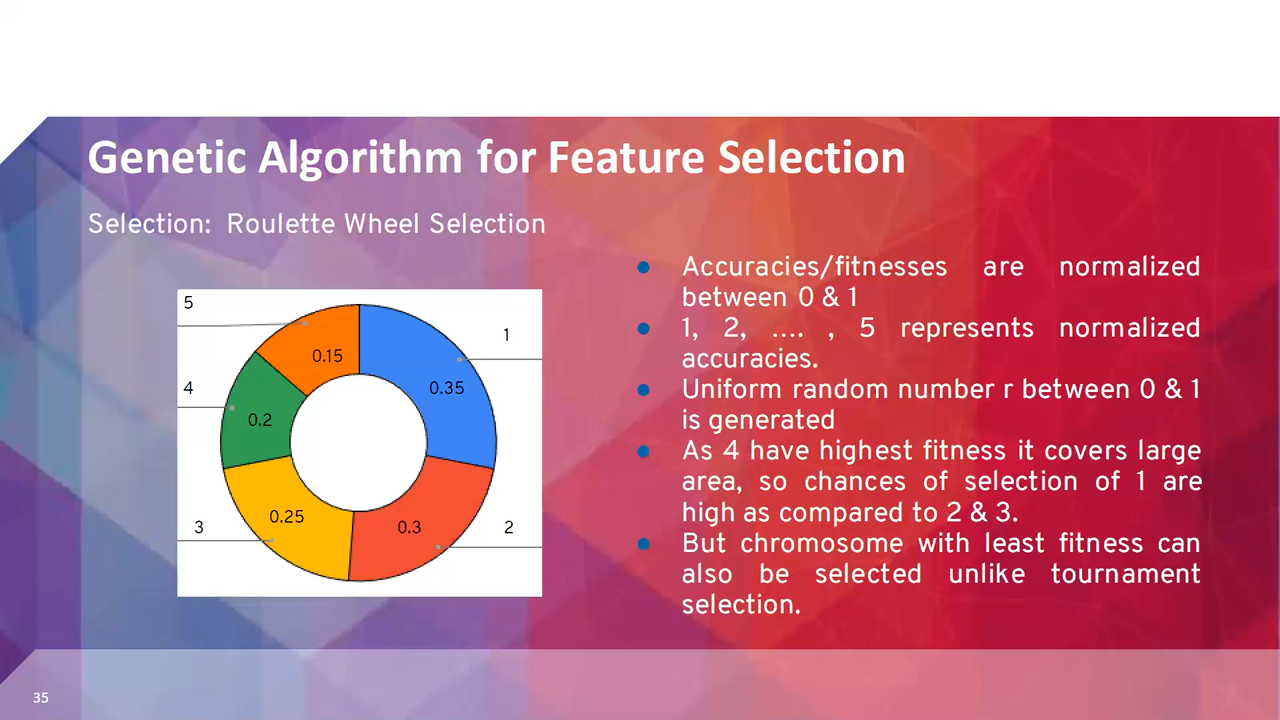 Genetic Algorithm for Feature Selection
Selection: Roulette Wheel Selection
5
1
0.15
4
0.35
0.2
0.25
3
0.3
2
● Accuracies/fitnesses are normalized
between 0 & 1
● 1, 2, .... , 5 represents normalized
accuracies.
● Uniform random number r between 0 & 1
is generated
● As 4 have highest fitness it covers large
area, so chances of selection of 1 are
high as compared to 2 & 3.
● But chromosome with least fitness can
also be selected unlike tournament
selection.
35